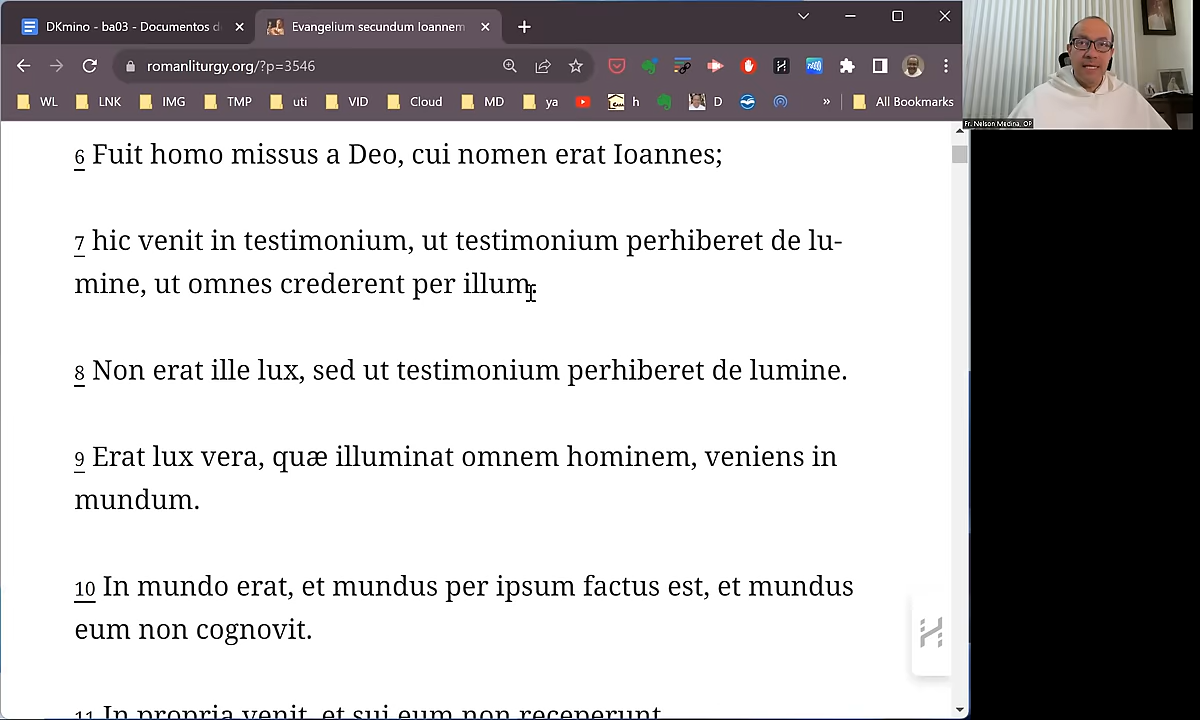 DKmino - ba03 - Documentos d
Evangelium secundum Ioannem
romanliturgy.org/?p=3546
WL LNK IMG TMP uti VID Cloud MD ya h D » All Bookmarks
Fr. Nelson Medina, OP
6 Fuit homo missus a Deo, cui nomen erat Ioannes;
7 hic venit in testimonium, ut testimonium perhiberet de lu-
mine, ut omnes crederent per illum.
8 Non erat ille lux, sed ut testimonium perhiberet de lumine.
9 Erat lux vera, quæ illuminat omnem hominem, veniens in
mundum.
10 In mundo erat, et mundus per ipsum factus est, et mundus
eum non cognovit.
11 In propria venit, et sui eum non receperunt